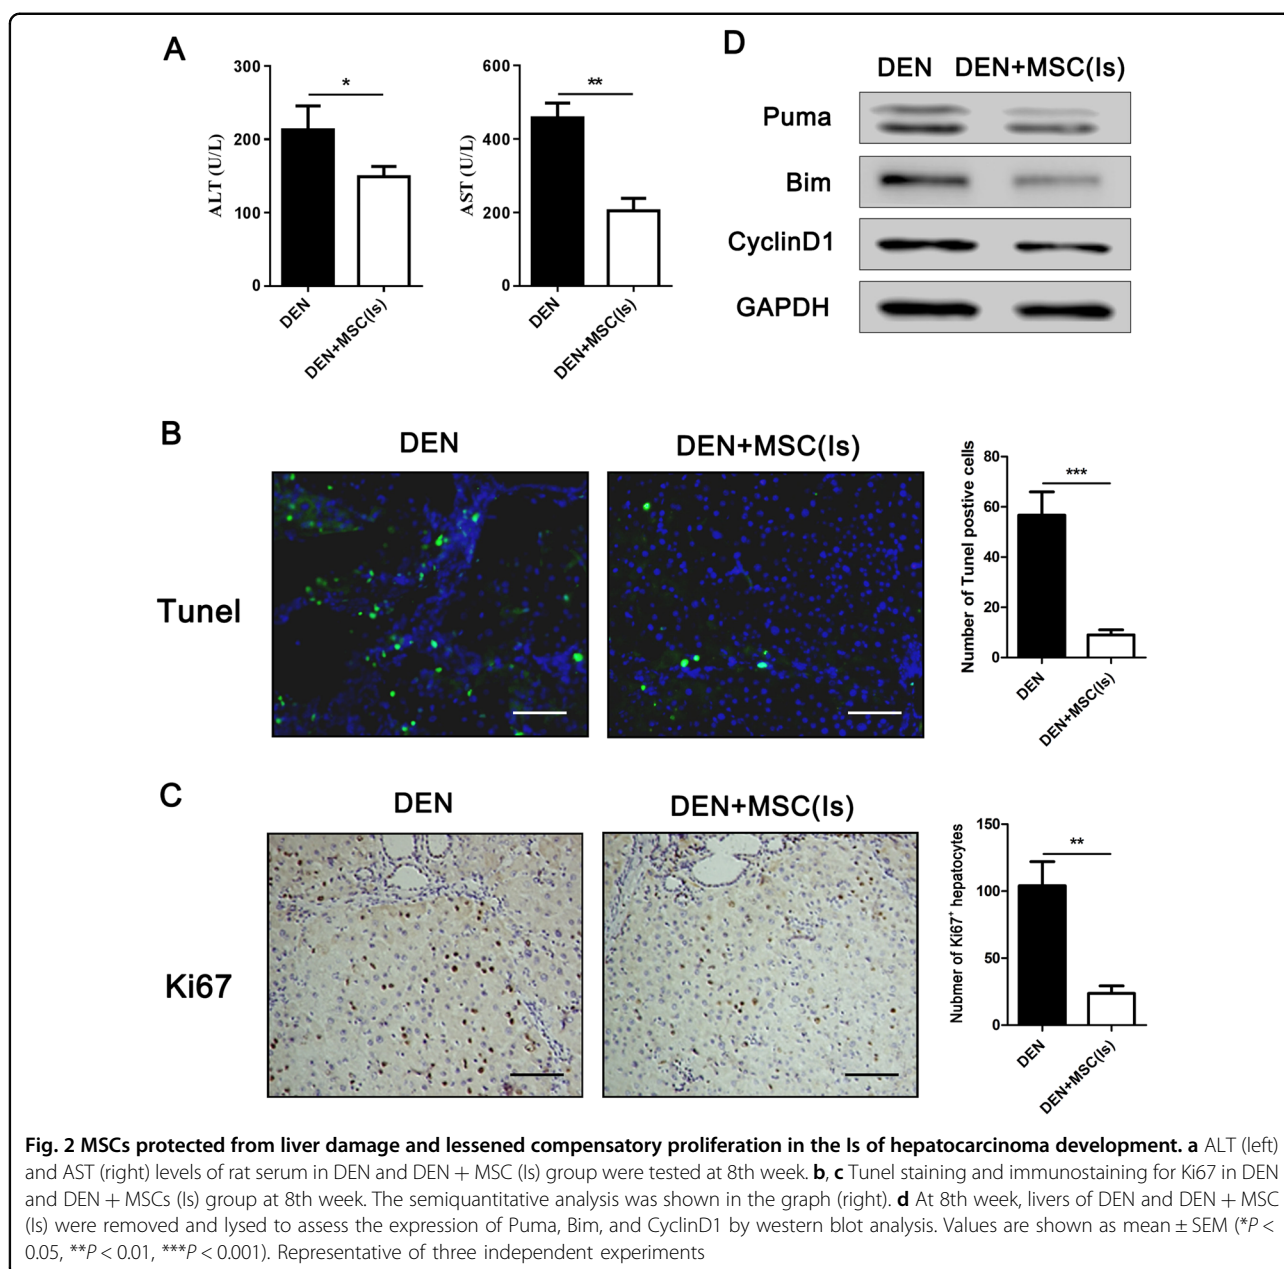 A
300
200
100
0
ALT (U/L)
*
DEN
DEN+MSC(Is)
600
400
200
0
AST (U/L)
**
DEN
DEN+MSC(Is)
D
DEN DEN+MSC(Is)
Puma
Bim
CyclinD1
GAPDH
B
DEN DEN+MSC(Is)
Tunel
80
60
40
20
0
Number of Tunel postive cells
***
DEN
DEN+MSC(Is)
C
DEN DEN+MSC(Is)
Ki67
150
100
50
0
Nubmer of Ki67⁺ hepatocytes
**
DEN
DEN+MSC(Is)
Fig. 2 MSCs protected from liver damage and lessened compensatory proliferation in the Is of hepatocarcinoma development. a ALT (left)
and AST (right) levels of rat serum in DEN and DEN + MSC (Is) group were tested at 8th week. b, c Tunel staining and immunostaining for Ki67 in DEN
and DEN + MSCs (Is) group at 8th week. The semiquantitative analysis was shown in the graph (right). d At 8th week, livers of DEN and DEN + MSC
(Is) were removed and lysed to assess the expression of Puma, Bim, and CyclinD1 by western blot analysis. Values are shown as mean ± SEM (*P <
0.05, **P < 0.01, ***P < 0.001). Representative of three independent experiments